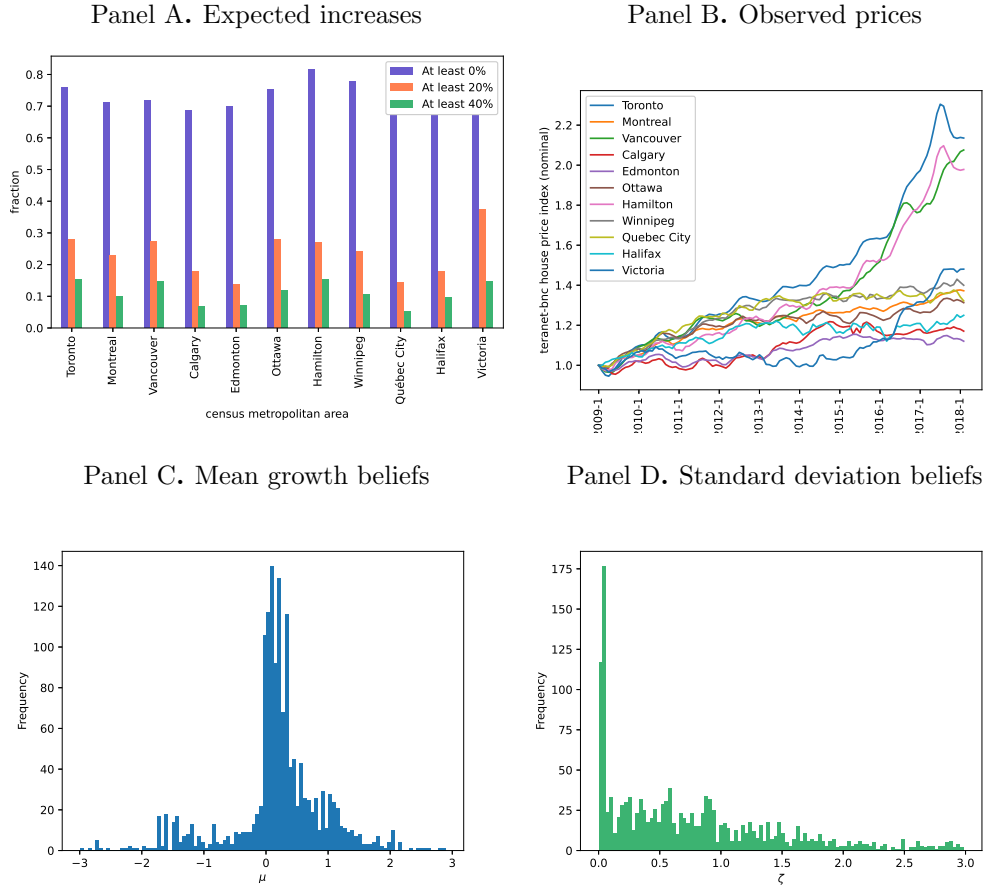 Panel A. Expected increases
0.8
0.7
0.6
0.5
0.4
0.3
0.2
0.1
0.0
fraction
At least 0%
At least 20%
At least 40%
Toronto
Montreal
Vancouver
Calgary
Edmonton
Ottawa
Hamilton
Winnipeg
Québec City
Halifax
Victoria
census metropolitan area
Panel B. Observed prices
2.2
2.0
1.8
1.6
1.4
1.2
1.0
teranet-bnc house price index (nominal)
Toronto
Montreal
Vancouver
Calgary
Edmonton
Ottawa
Hamilton
Winnipeg
Quebec City
Halifax
Victoria
2009-1
2010-1
2011-1
2012-1
2013-1
2014-1
2015-1
2016-1
2017-1
2018-1
Panel C. Mean growth beliefs
140
120
100
80
60
40
20
0
Frequency
−3
−2
−1
0
1
2
3
μ
Panel D. Standard deviation beliefs
175
150
125
100
75
50
25
0
Frequency
0.0
0.5
1.0
1.5
2.0
2.5
3.0
ζ